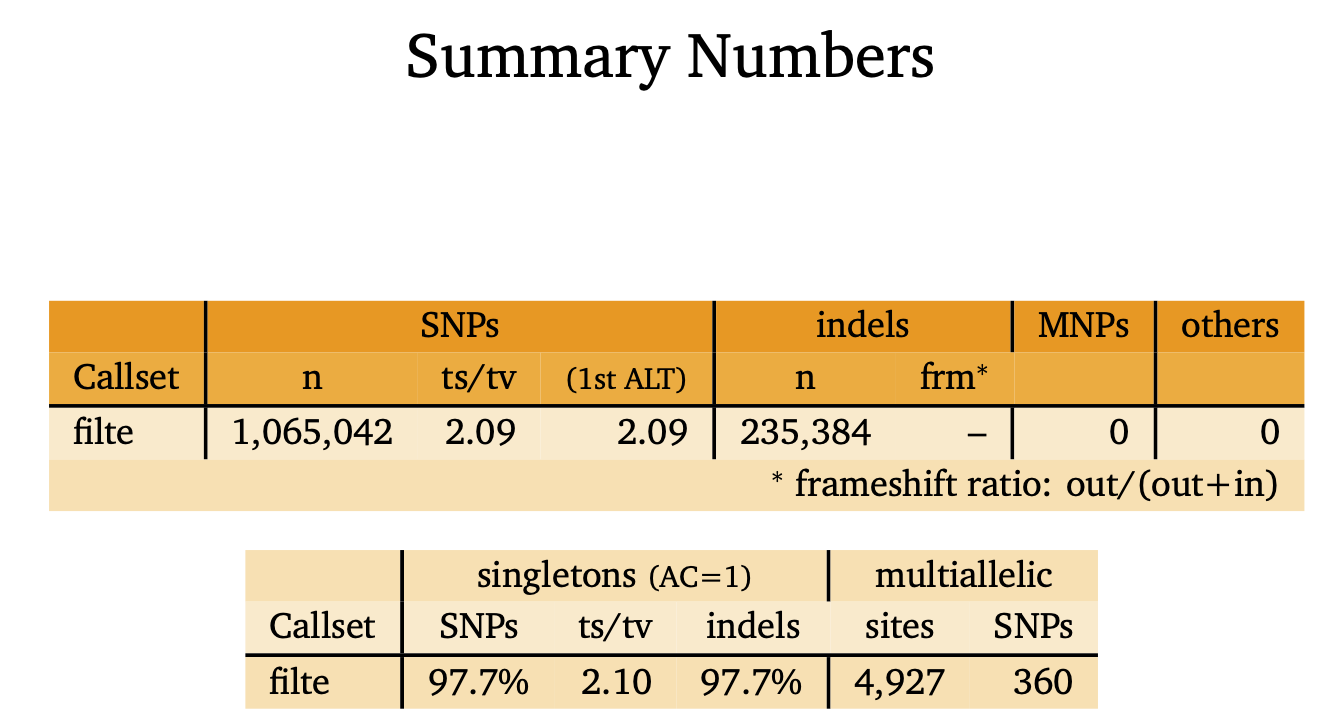 Summary Numbers
SNPs indels MNPs others
Callset n ts/tv (1st ALT) n frm*
filte 1,065,042 2.09 2.09 235,384 – 0 0
* frameshift ratio: out/(out+in)
singletons (AC=1) multiallelic
Callset SNPs ts/tv indels sites SNPs
filte 97.7% 2.10 97.7% 4,927 360